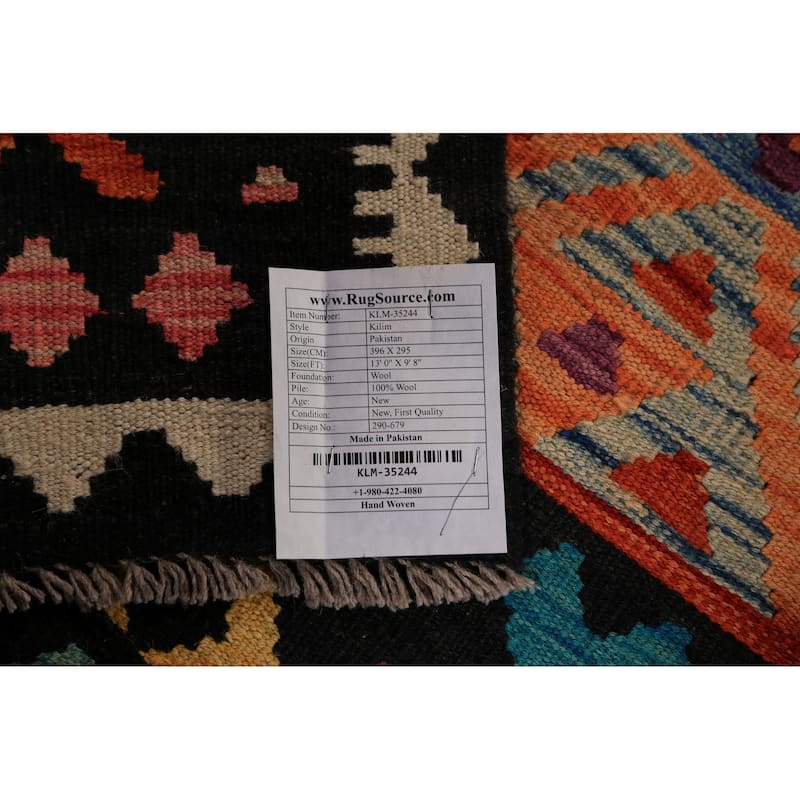 www.RugSource.com
Item Number: KLM-35244
Style Kilim
Origin Pakistan
Size(CM): 396 X 295
Size(FT): 13' 0" X 9' 8"
Foundation: Wool
Pile: 100% Wool
Age: New
Condition: New, First Quality
Design No.: 290-679
Made in Pakistan
KLM-35244
+1-980-422-4080
Hand Woven